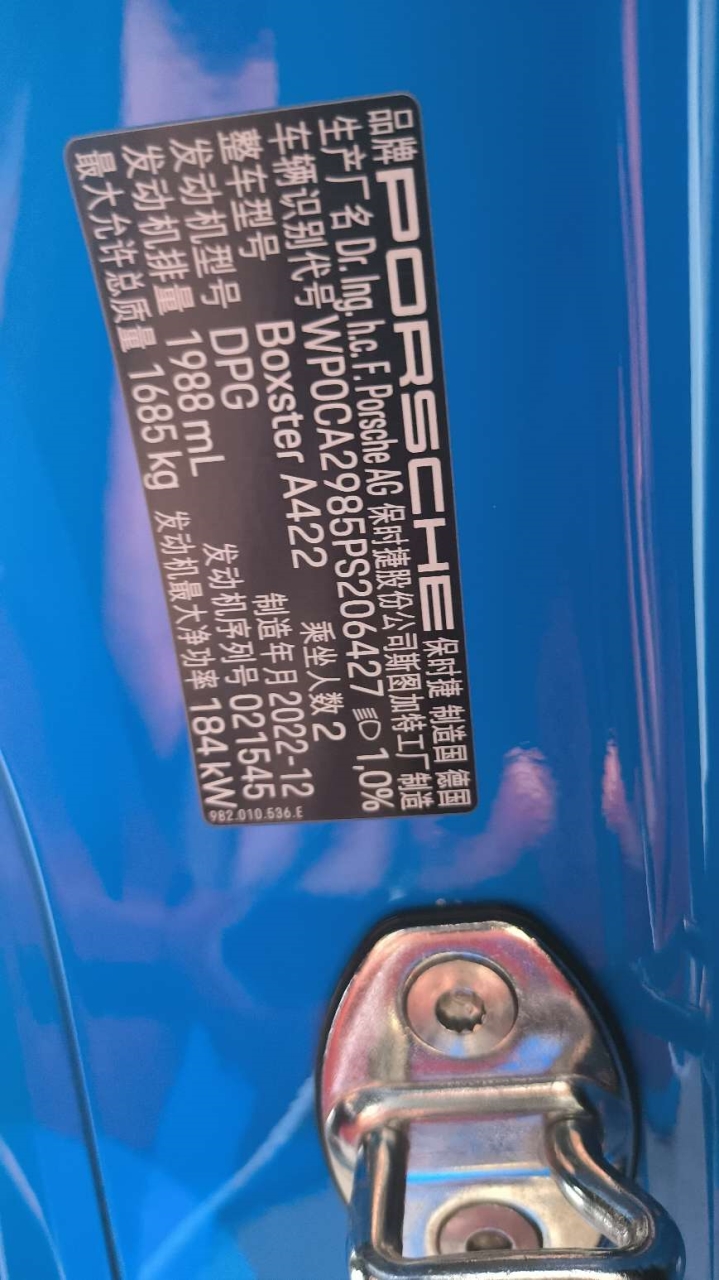 品牌 PORSCHE 保时捷 制造国 德国
生产厂名 Dr. Ing. h.c. F. Porsche AG 保时捷股份公司斯图加特工厂制造
车辆识别代号 WP0CA2985PS206427 1,0%
整车型号 Boxster A422 乘坐人数 2
发动机型号 DPG 制造年月 2022-12
发动机排量 1988 mL 发动机序列号 021545
最大允许总质量 1685 kg 发动机最大净功率 184 kW
982.010.536.E